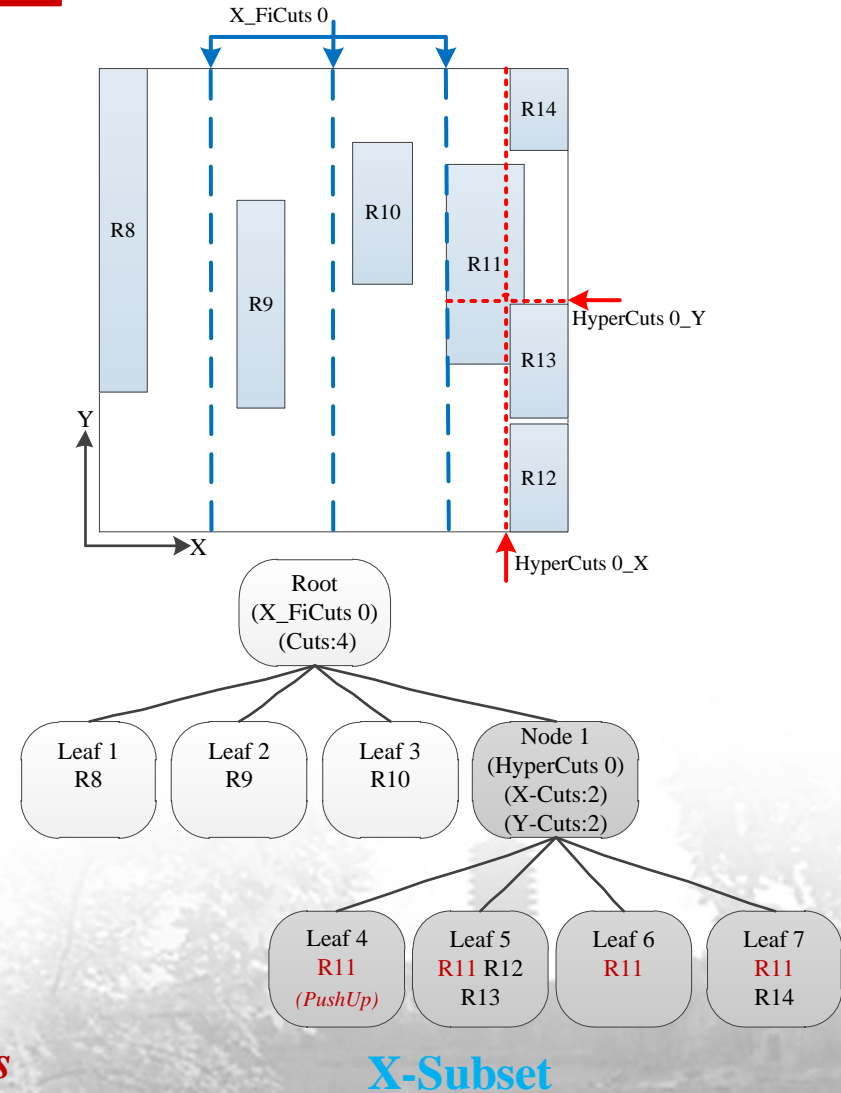 X_FiCuts 0
R14
R8
R10
R11
R9
HyperCuts 0_Y
R13
Y
R12
X
HyperCuts 0_X
Root
(X_FiCuts 0)
(Cuts:4)
Leaf 1
R8
Leaf 2
R9
Leaf 3
R10
Node 1
(HyperCuts 0)
(X-Cuts:2)
(Y-Cuts:2)
Leaf 4
R11
(PushUp)
Leaf 5
R11 R12
R13
Leaf 6
R11
Leaf 7
R11
R14
s
X-Subset